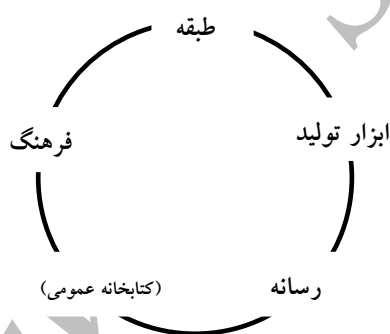 طبقه
ابزار تولید
فرهنگ
رسانه
(کتابخانه عمومی)